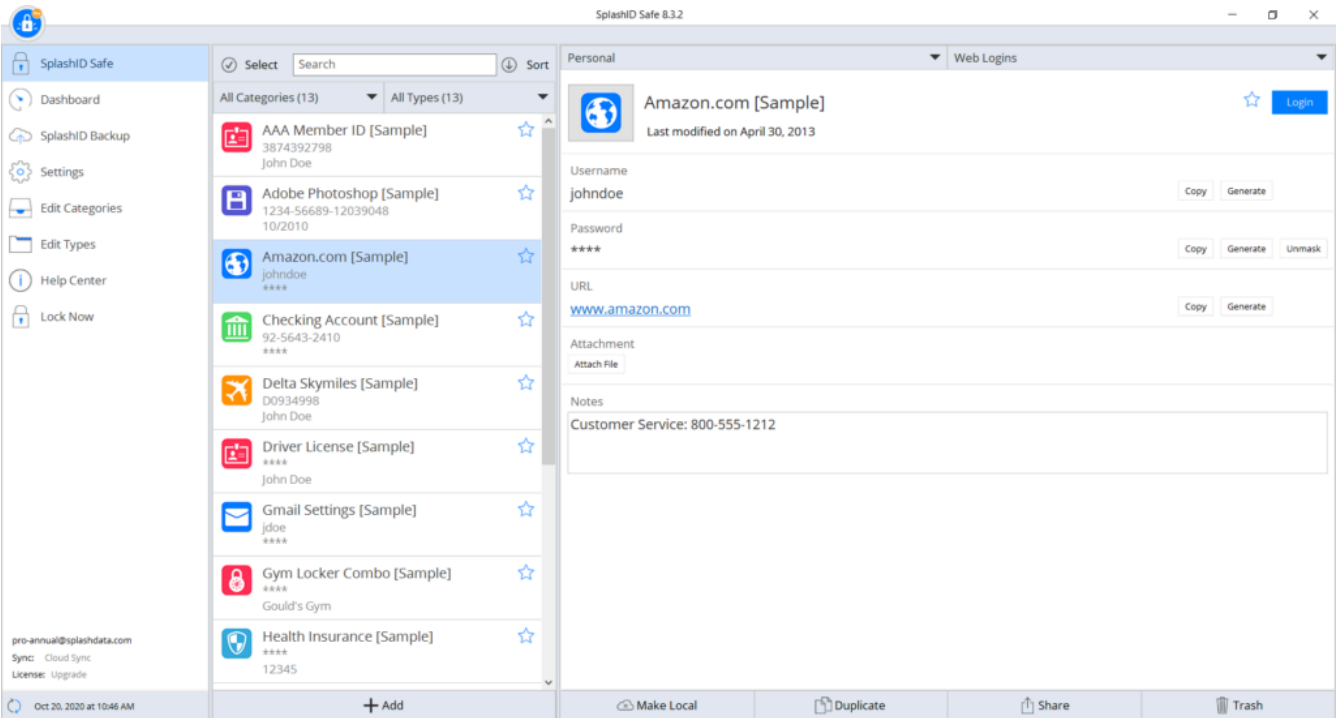 SplashID Safe 8.3.2
SplashID Safe
Dashboard
SplashID Backup
Settings
Edit Categories
Edit Types
Help Center
Lock Now
pro-annual@splashdata.com
Sync: Cloud Sync
License: Upgrade
Oct 20, 2020 at 10:46 AM
Select Search Sort
All Categories (13) All Types (13)
AAA Member ID [Sample]
3874392798
John Doe
Adobe Photoshop [Sample]
1234-56689-12039048
10/2010
Amazon.com [Sample]
johndoe
****
Checking Account [Sample]
92-5643-2410
****
Delta Skymiles [Sample]
D0934998
John Doe
Driver License [Sample]
****
John Doe
Gmail Settings [Sample]
jdoe
****
Gym Locker Combo [Sample]
****
Gould's Gym
Health Insurance [Sample]
****
12345
Add
Personal Web Logins
Amazon.com [Sample] Login
Last modified on April 30, 2013
Username
johndoe Copy Generate
Password
**** Copy Generate Unmask
URL
www.amazon.com Copy Generate
Attachment
Attach File
Notes
Customer Service: 800-555-1212
Make Local Duplicate Share Trash